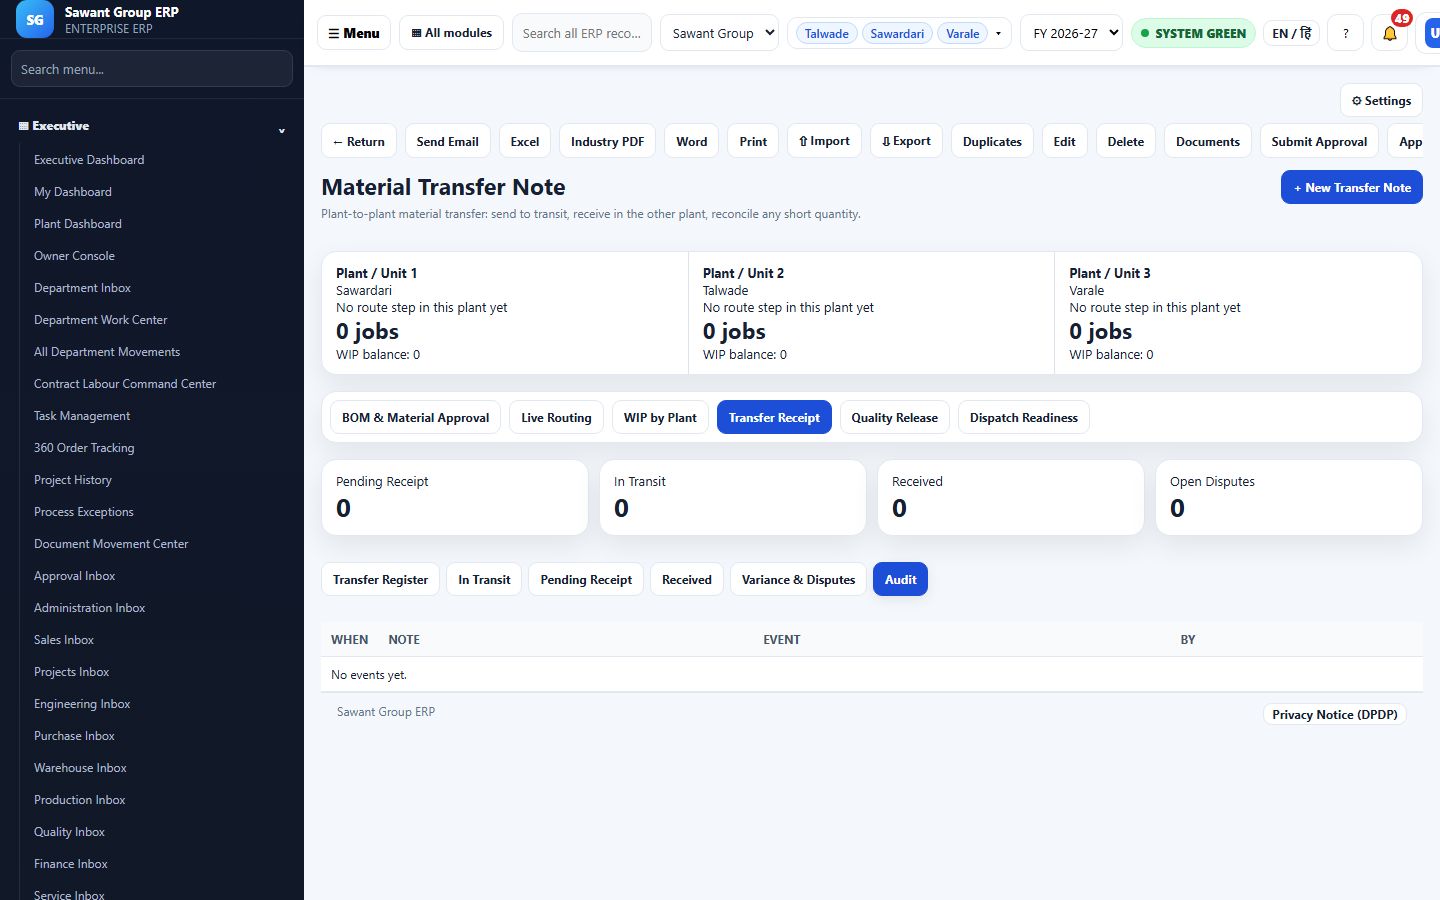 SG
Sawant Group ERP
ENTERPRISE ERP
Search menu...
Executive
Executive Dashboard
My Dashboard
Plant Dashboard
Owner Console
Department Inbox
Department Work Center
All Department Movements
Contract Labour Command Center
Task Management
360 Order Tracking
Project History
Process Exceptions
Document Movement Center
Approval Inbox
Administration Inbox
Sales Inbox
Projects Inbox
Engineering Inbox
Purchase Inbox
Warehouse Inbox
Production Inbox
Quality Inbox
Finance Inbox
Service Inbox
☰ Menu
All modules
Search all ERP reco...
Sawant Group
Talwade Sawardari Varale
FY 2026-27
SYSTEM GREEN
EN / हिं
?
49
U
⚙ Settings
← Return
Send Email
Excel
Industry PDF
Word
Print
⇧ Import
⇩ Export
Duplicates
Edit
Delete
Documents
Submit Approval
App
Material Transfer Note
+ New Transfer Note
Plant-to-plant material transfer: send to transit, receive in the other plant, reconcile any short quantity.
Plant / Unit 1
Sawardari
No route step in this plant yet
0 jobs
WIP balance: 0
Plant / Unit 2
Talwade
No route step in this plant yet
0 jobs
WIP balance: 0
Plant / Unit 3
Varale
No route step in this plant yet
0 jobs
WIP balance: 0
BOM & Material Approval
Live Routing
WIP by Plant
Transfer Receipt
Quality Release
Dispatch Readiness
Pending Receipt
0
In Transit
0
Received
0
Open Disputes
0
Transfer Register
In Transit
Pending Receipt
Received
Variance & Disputes
Audit
WHEN NOTE EVENT BY
No events yet.
Sawant Group ERP
Privacy Notice (DPDP)